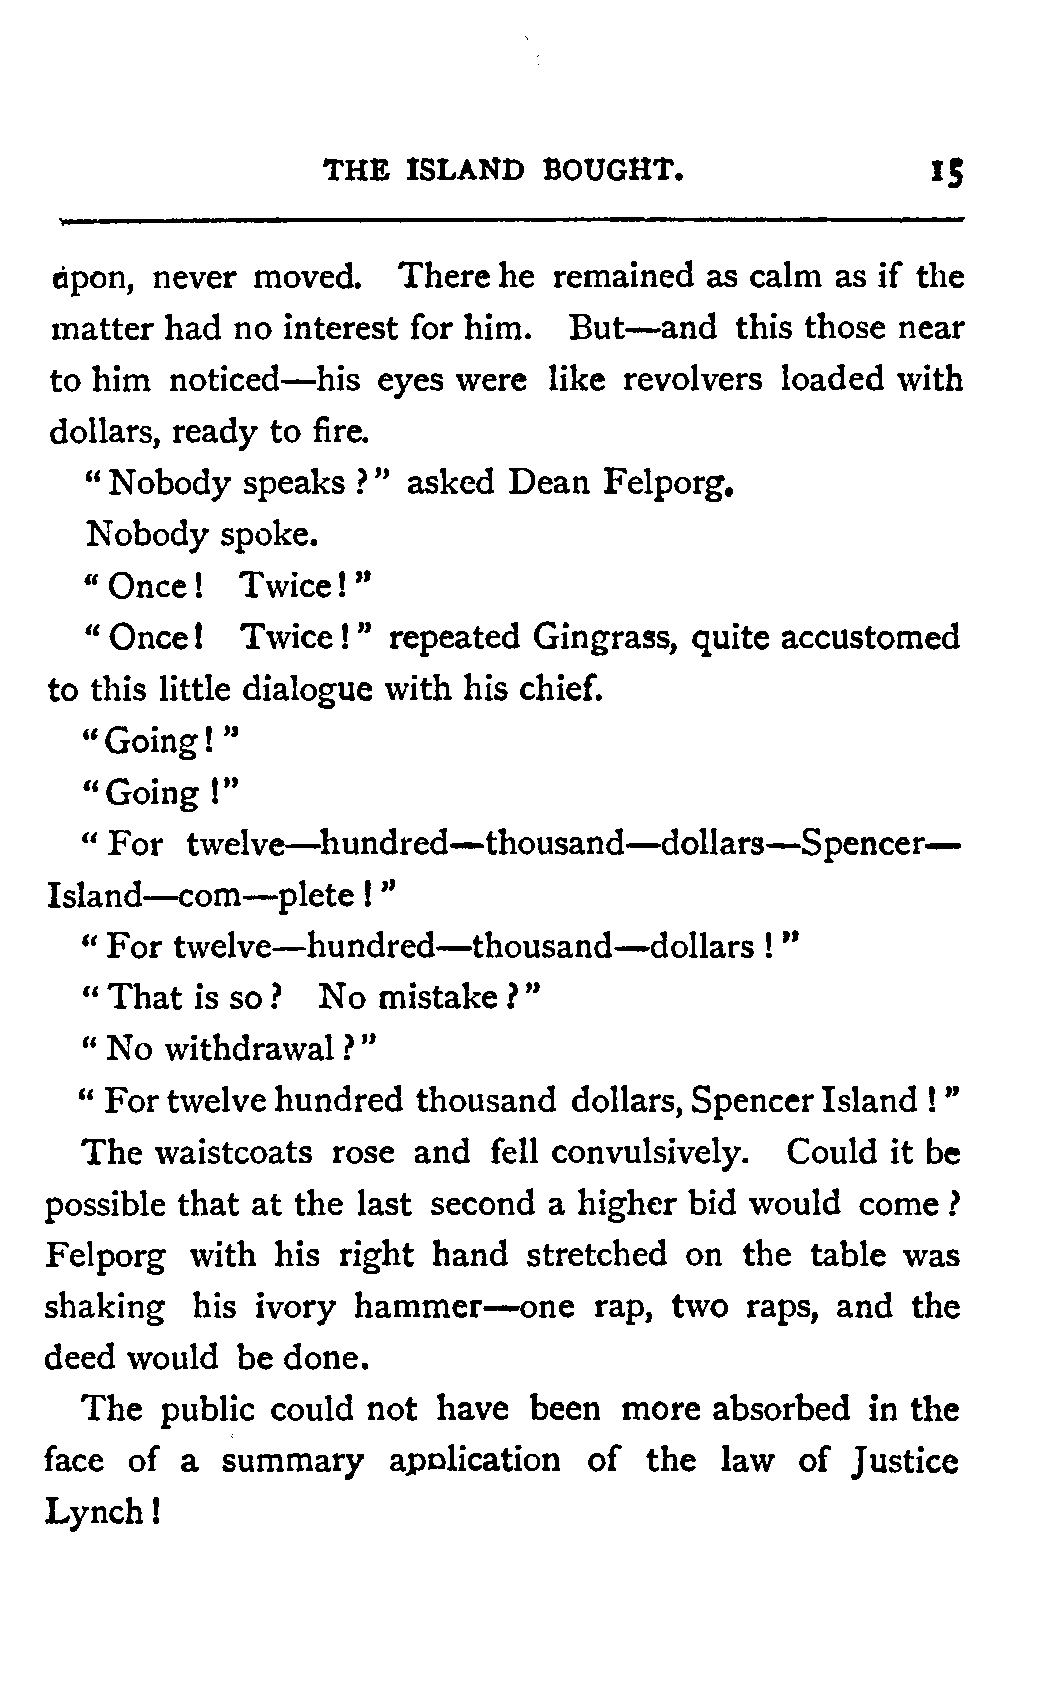 THE ISLAND BOUGHT. 15
upon, never moved. There he remained as calm as if the
matter had no interest for him. But—and this those near
to him noticed—his eyes were like revolvers loaded with
dollars, ready to fire.
“Nobody speaks?” asked Dean Felporg.
Nobody spoke.
“Once! Twice!”
“Once! Twice!” repeated Gingrass, quite accustomed
to this little dialogue with his chief.
“Going!”
“Going!”
“For twelve—hundred—thousand—dollars—Spencer—
Island—com—plete!”
“For twelve—hundred—thousand—dollars!”
“That is so? No mistake?”
“No withdrawal?”
“For twelve hundred thousand dollars, Spencer Island!”
The waistcoats rose and fell convulsively. Could it be
possible that at the last second a higher bid would come?
Felporg with his right hand stretched on the table was
shaking his ivory hammer—one rap, two raps, and the
deed would be done.
The public could not have been more absorbed in the
face of a summary application of the law of Justice
Lynch!